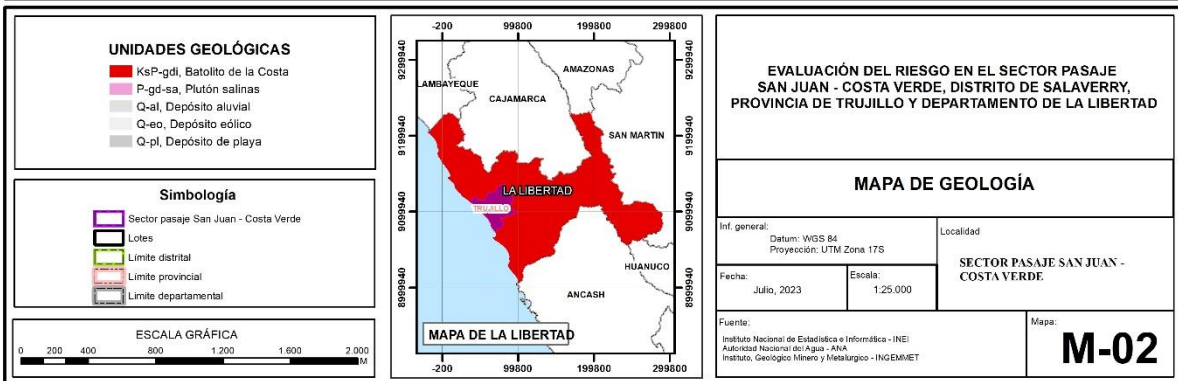 UNIDADES GEOLÓGICAS
KsP-gdi, Batolito de la Costa
P-gd-sa, Plutón salinas
Q-al, Depósito aluvial
Q-eo, Depósito eólico
Q-pl, Depósito de playa
Simbología
Sector pasaje San Juan - Costa Verde
Lotes
Límite distrital
Límite provincial
Limite departamental
ESCALA GRÁFICA
0 200 400 800 1.200 1.600 2.000
M
-200 99800 199800 299800
9299940 9299940
9199940 9199940
9099940 9099940
8999940 8999940
AMAZONAS
LAMBAYEQUE
CAJAMARCA
SAN MARTIN
LA LIBERTAD
TRUJILLO
HUANUCO
ANCASH
MAPA DE LA LIBERTAD
-200 99800 199800 299800
EVALUACIÓN DEL RIESGO EN EL SECTOR PASAJE
SAN JUAN - COSTA VERDE, DISTRITO DE SALAVERRY,
PROVINCIA DE TRUJILLO Y DEPARTAMENTO DE LA LIBERTAD
MAPA DE GEOLOGÍA
Inf. general:
Datum: WGS 84
Proyección: UTM Zona 17S
Localidad
SECTOR PASAJE SAN JUAN -
COSTA VERDE
Fecha:
Julio, 2023
Escala:
1:25.000
Fuente:
Instituto Nacional de Estadística e Informática - INEI
Autoridad Nacional del Agua - ANA
Instituto, Geológico Minero y Metalúrgico - INGEMMET
Mapa:
M-02